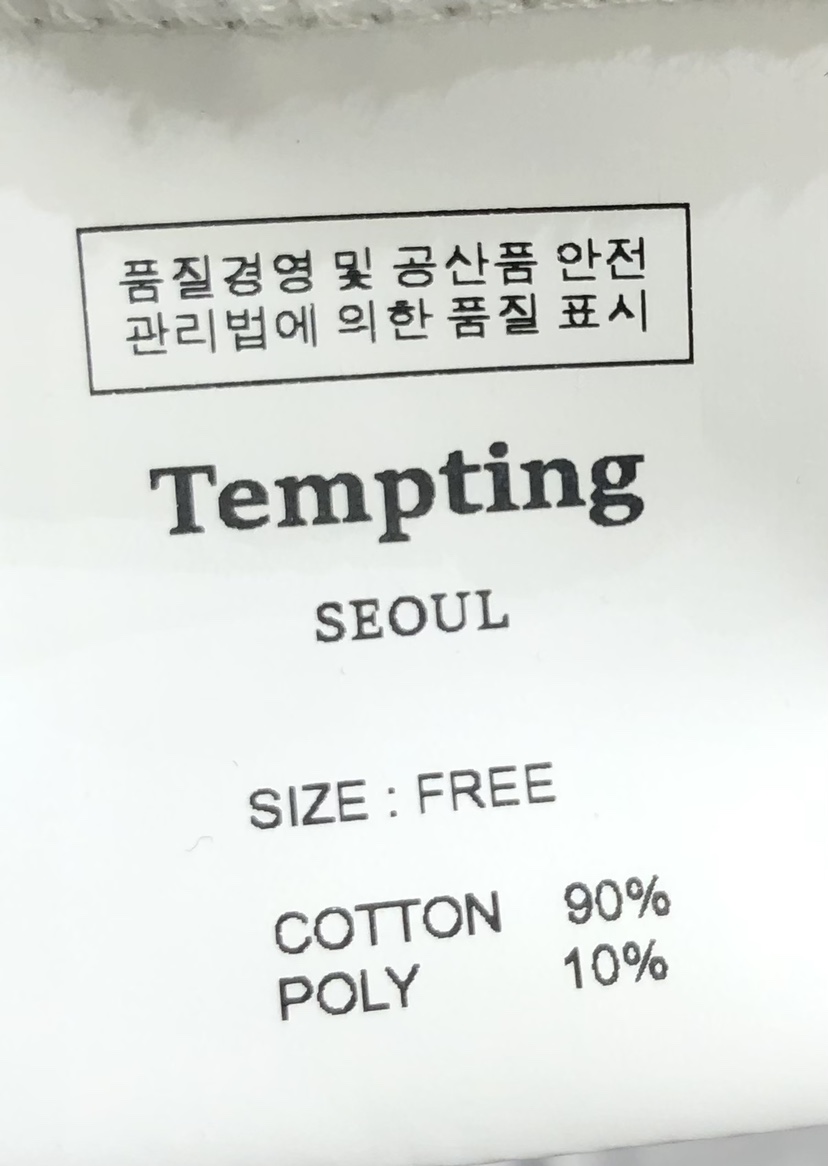 품질경영 및 공산품 안전
관리법에 의한 품질 표시
Tempting
SEOUL
SIZE : FREE
COTTON 90%
POLY 10%